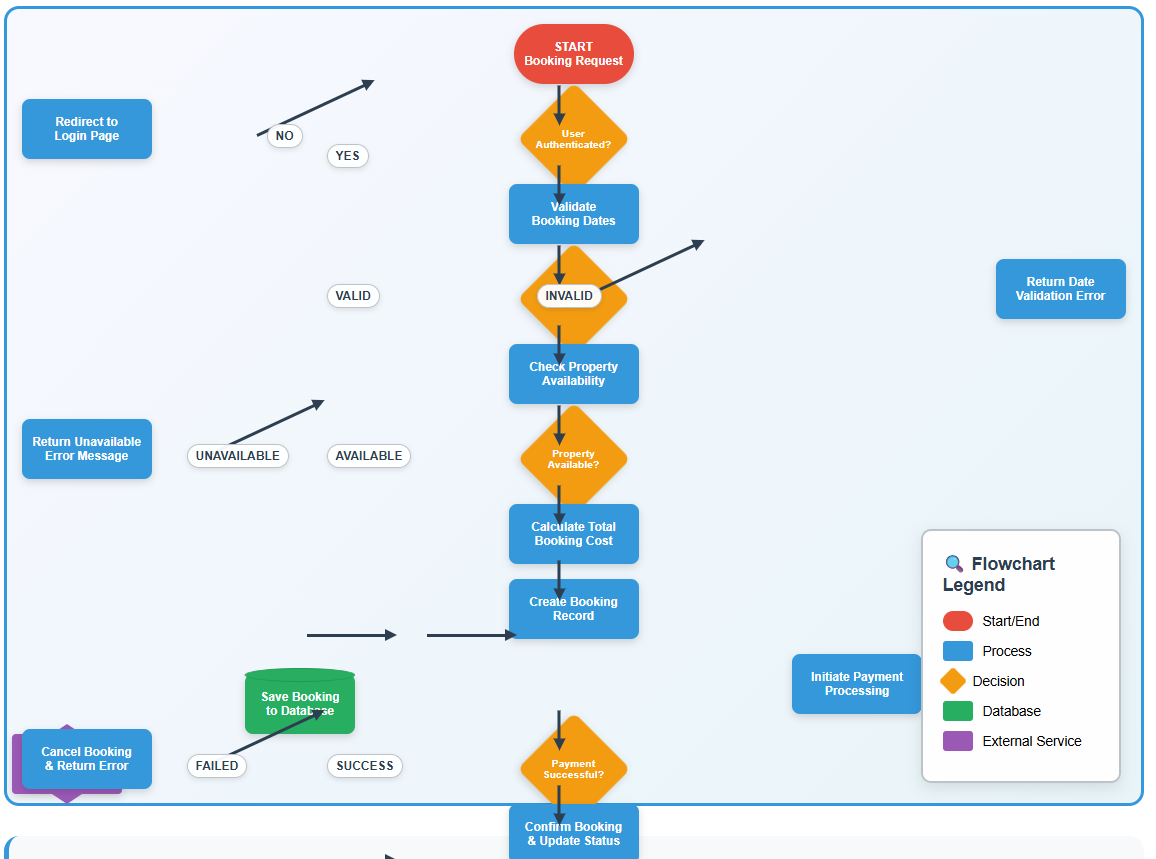 START
Booking Request
Redirect to
Login Page
NO
YES
User
Authenticated?
Validate
Booking Dates
VALID
INVALID
Return Date
Validation Error
Check Property
Availability
Return Unavailable
Error Message
UNAVAILABLE
AVAILABLE
Property
Available?
Calculate Total
Booking Cost
Create Booking
Record
Save Booking
to Database
Initiate Payment
Processing
Cancel Booking
& Return Error
FAILED
SUCCESS
Payment
Successful?
Confirm Booking
& Update Status
Flowchart
Legend
Start/End
Process
Decision
Database
External Service